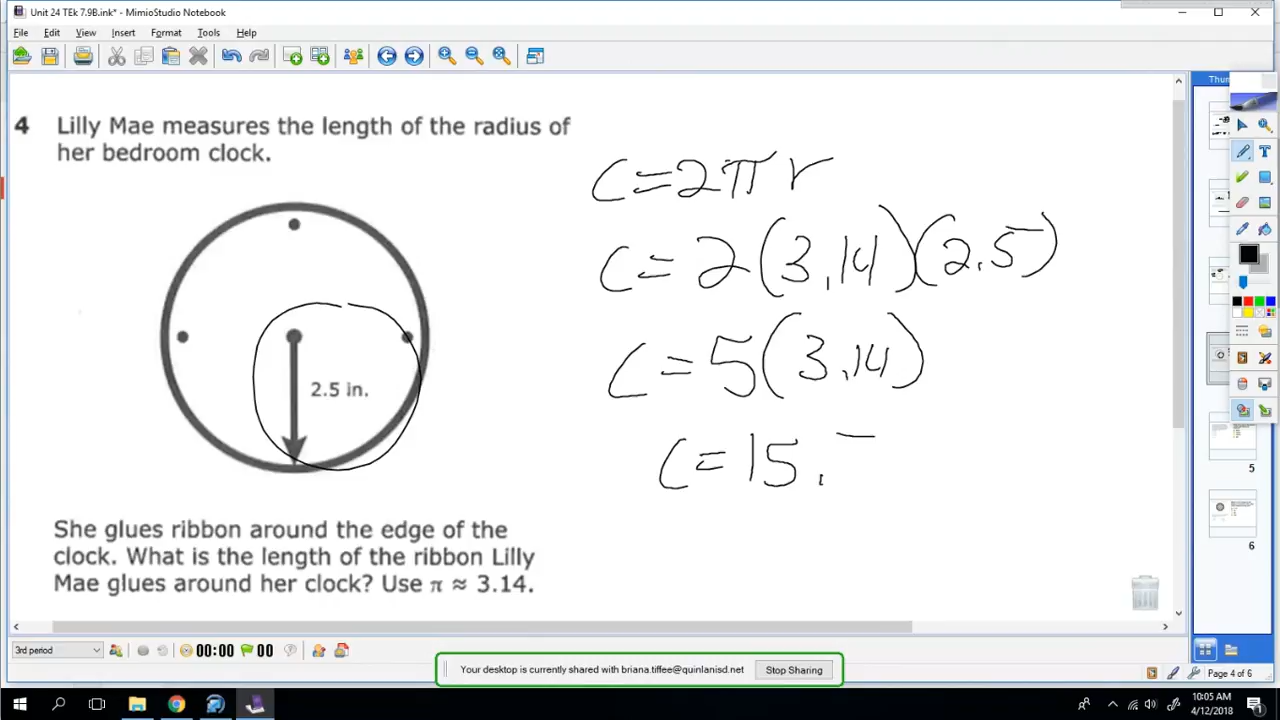 Unit 24 TEk 7.9B.ink* - MimioStudio Notebook
File Edit View Insert Format Tools Help
Thum
4 Lilly Mae measures the length of the radius of
her bedroom clock.
2.5 in.
She glues ribbon around the edge of the
clock. What is the length of the ribbon Lilly
Mae glues around her clock? Use π ≈ 3.14.
C=2πr
C=2(3.14)(2.5)
C=5(3.14)
C=15.
5
6
3rd period
00:00
00
Your desktop is currently shared with briana.tiffee@quinlanisd.net
Stop Sharing
Page 4 of 6
10:05 AM
4/12/2018